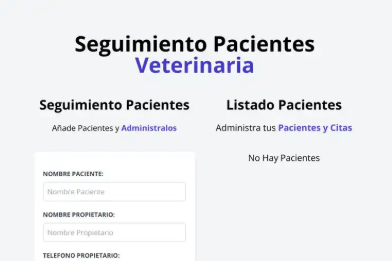 Seguimiento Pacientes
Veterinaria
Seguimiento Pacientes
Añade Pacientes y Administralos
NOMBRE PACIENTE:
Nombre Paciente
NOMBRE PROPIETARIO:
Nombre Propietario
TELEFONO PROPIETARIO:
Listado Pacientes
Administra tus Pacientes y Citas
No Hay Pacientes